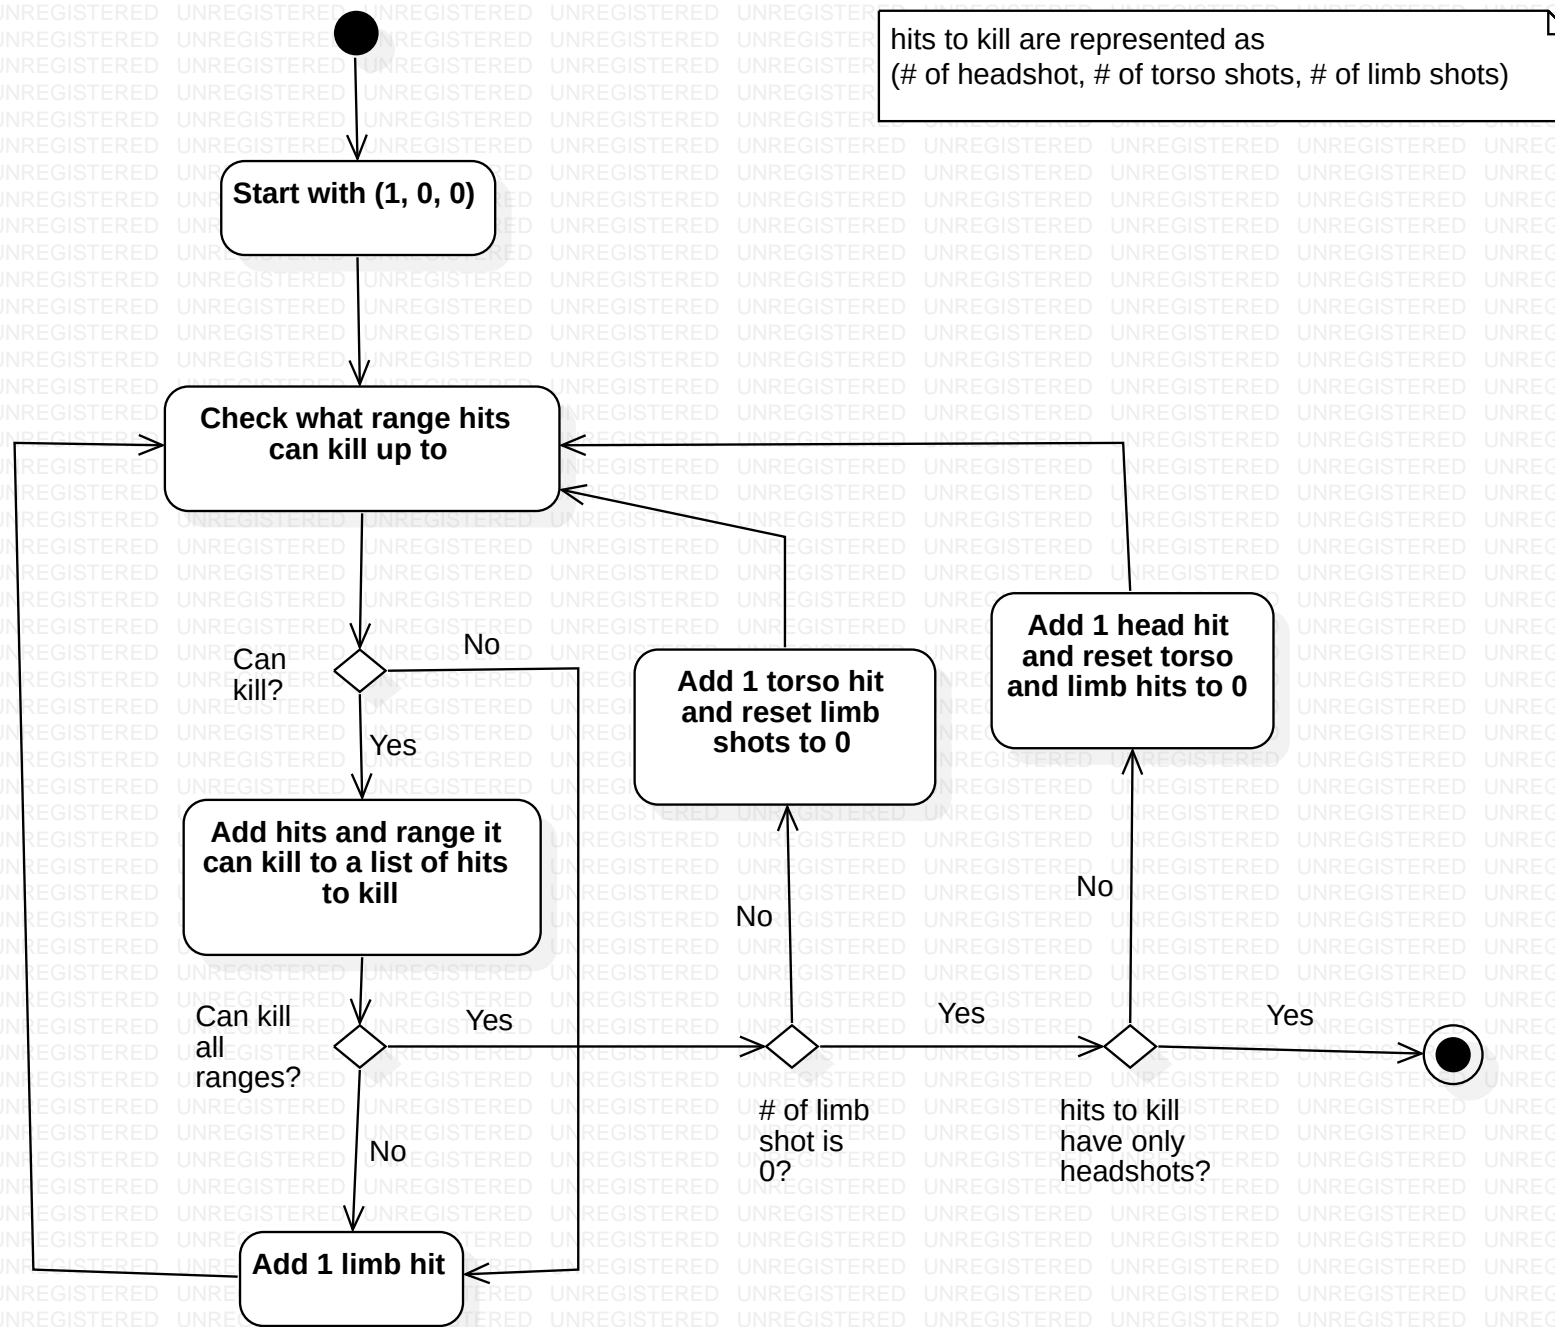 hits to kill are represented as
(# of headshot, # of torso shots, # of limb shots)
Start with (1, 0, 0)
Check what range hits
can kill up to
Can
kill?
No
Yes
Add 1 torso hit
and reset limb
shots to 0
Add 1 head hit
and reset torso
and limb hits to 0
Add hits and range it
can kill to a list of hits
to kill
No
No
Can kill
all
ranges?
Yes
Yes
Yes
# of limb
shot is
0?
hits to kill
have only
headshots?
No
Add 1 limb hit
UNREGISTERED